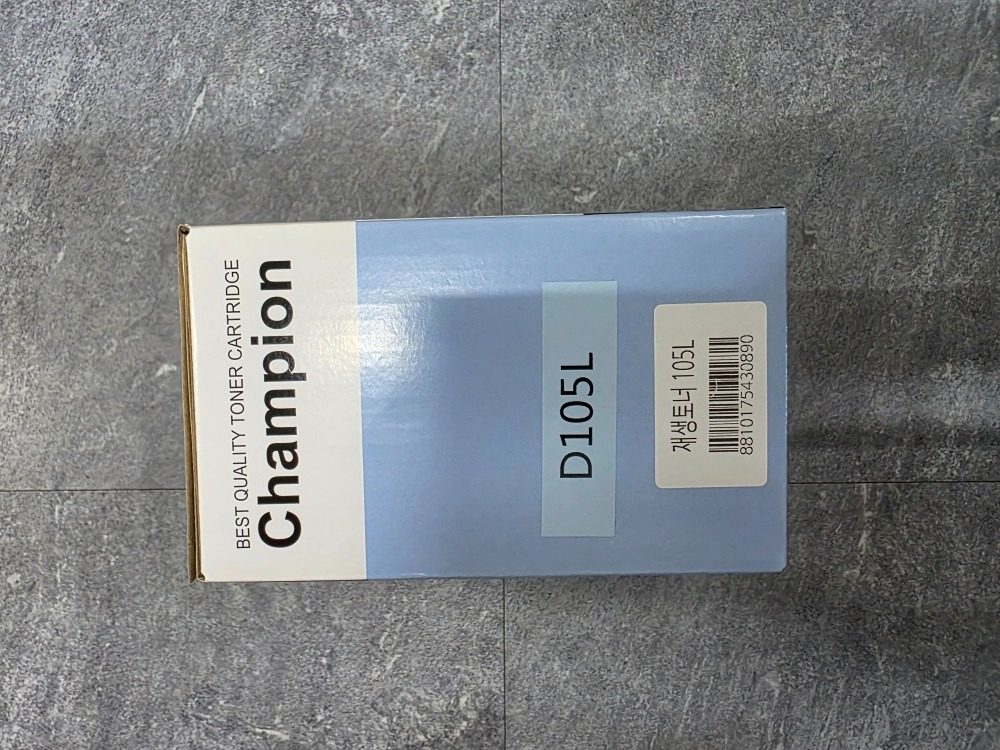 BEST QUALITY TONER CARTRIDGE
Champion
D105L
재생토너 105L
8810175430890